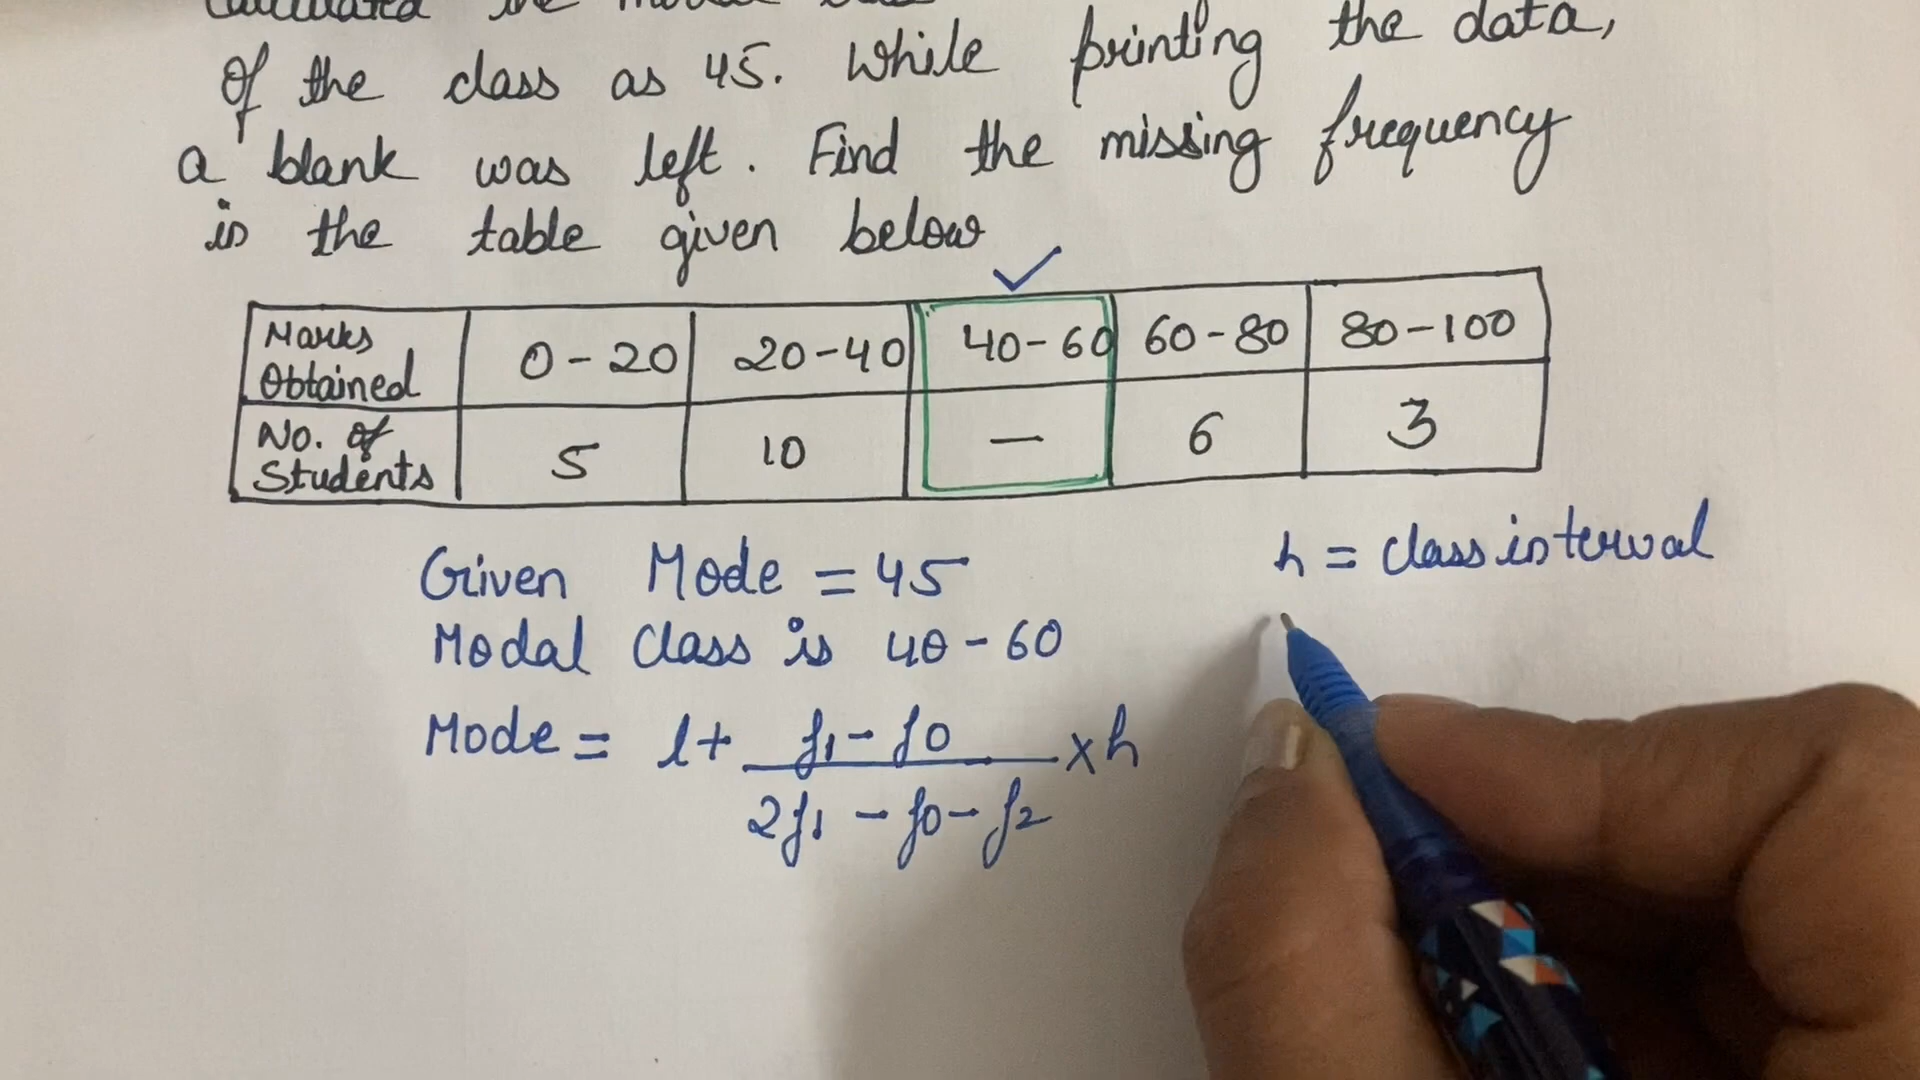 of the class as 45. While printing the data,
a blank was left. Find the missing frequency
is the table given below
Marks Obtained 0-20 20-40 40-60 60-80 80-100
No. of Students 5 10 — 6 3
Given Mode = 45
h = class interval
Modal Class is 40-60
Mode = l + f1 - f0 / 2f1 - f0 - f2 x h